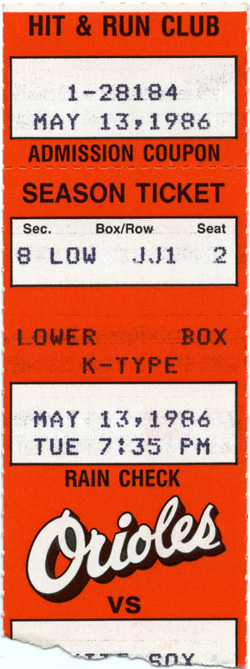 HIT & RUN CLUB
1-28184
MAY 13,1986
ADMISSION COUPON
SEASON TICKET
Sec. Box/Row Seat
8 LOW JJ1 2
LOWER BOX
K-TYPE
MAY 13,1986
TUE 7:35 PM
RAIN CHECK
Orioles
VS
SOX